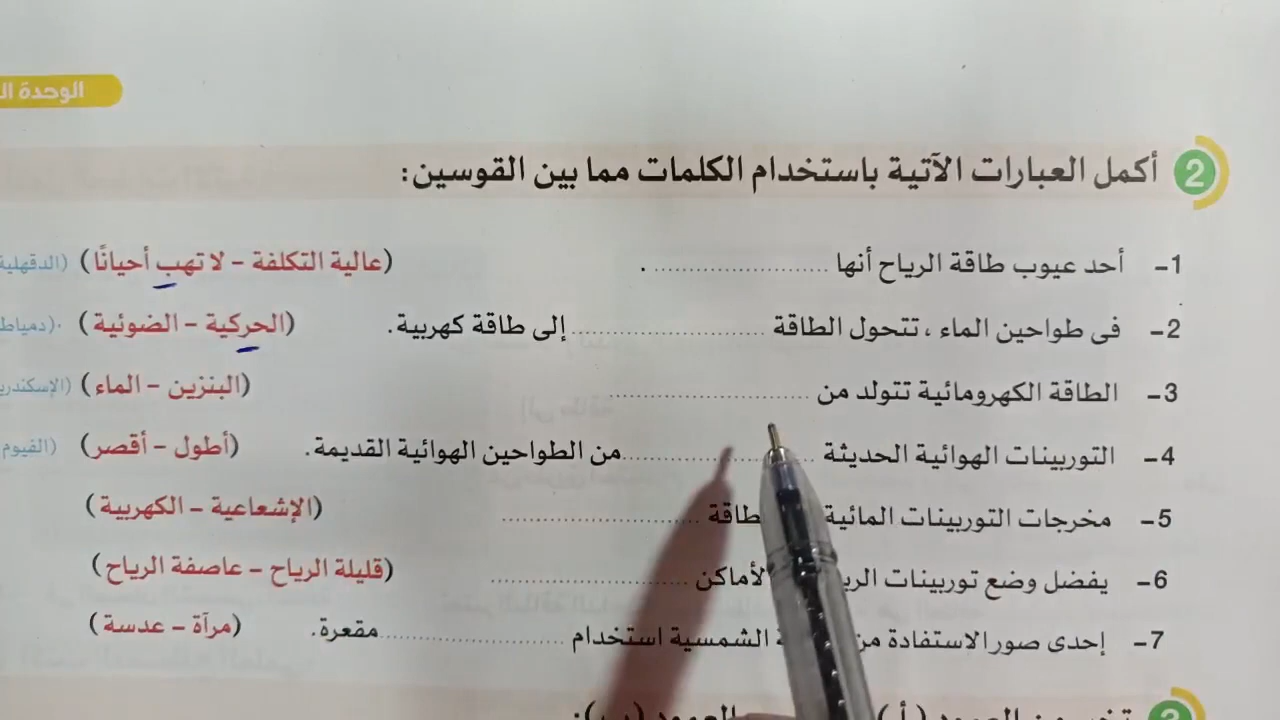 الوحدة
2 أكمل العبارات الآتية باستخدام الكلمات مما بين القوسين:
1- أحد عيوب طاقة الرياح أنها .................... . (عالية التكلفة - لا تهب أحيانًا) (الدقهلية
2- فى طواحين الماء ، تتحول الطاقة .................... إلى طاقة كهربية. (الحركية - الضوئية) (دمياط
3- الطاقة الكهرومائية تتولد من .................... (البنزين - الماء)
4- التوربينات الهوائية الحديثة .................... من الطواحين الهوائية القديمة. (أطول - أقصر) (الفيوم
5- مخرجات التوربينات المائية طاقة .................... (الإشعاعية - الكهربية)
6- يفضل وضع توربينات .................... (قليلة الرياح - عاصفة الرياح)
7- إحدى صور الاستفادة الشمسية استخدام .................... مقعرة. (مرآة - عدسة)